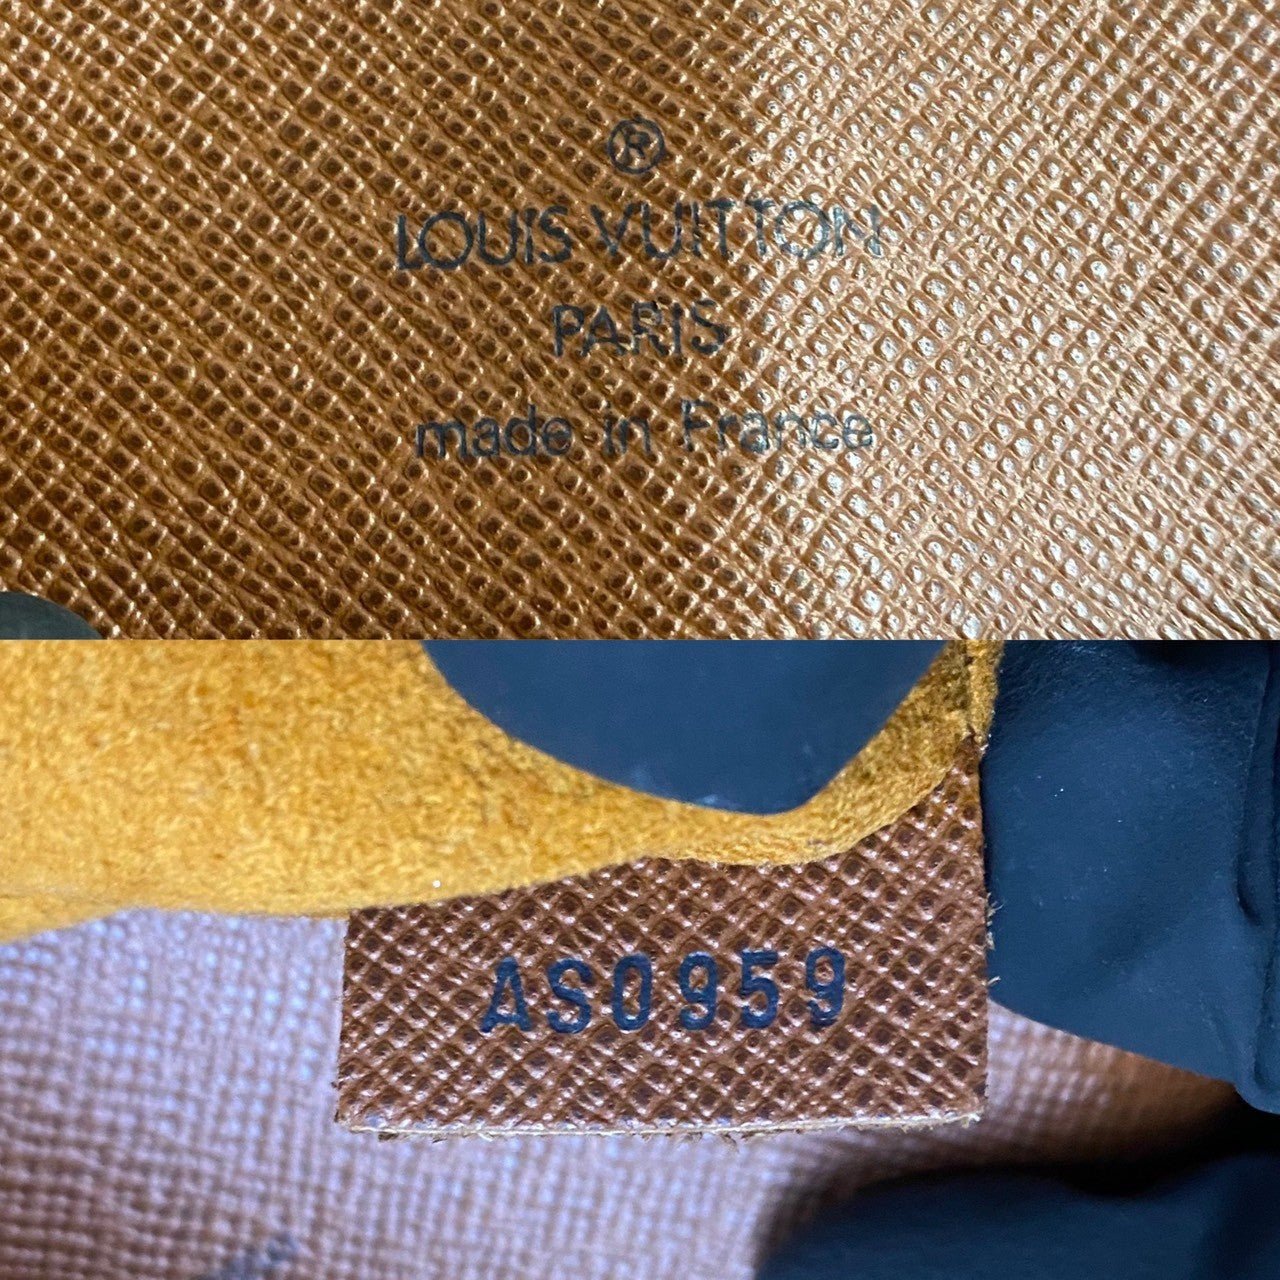 ®
LOUIS VUITTON
PARIS
made in France
AS0959